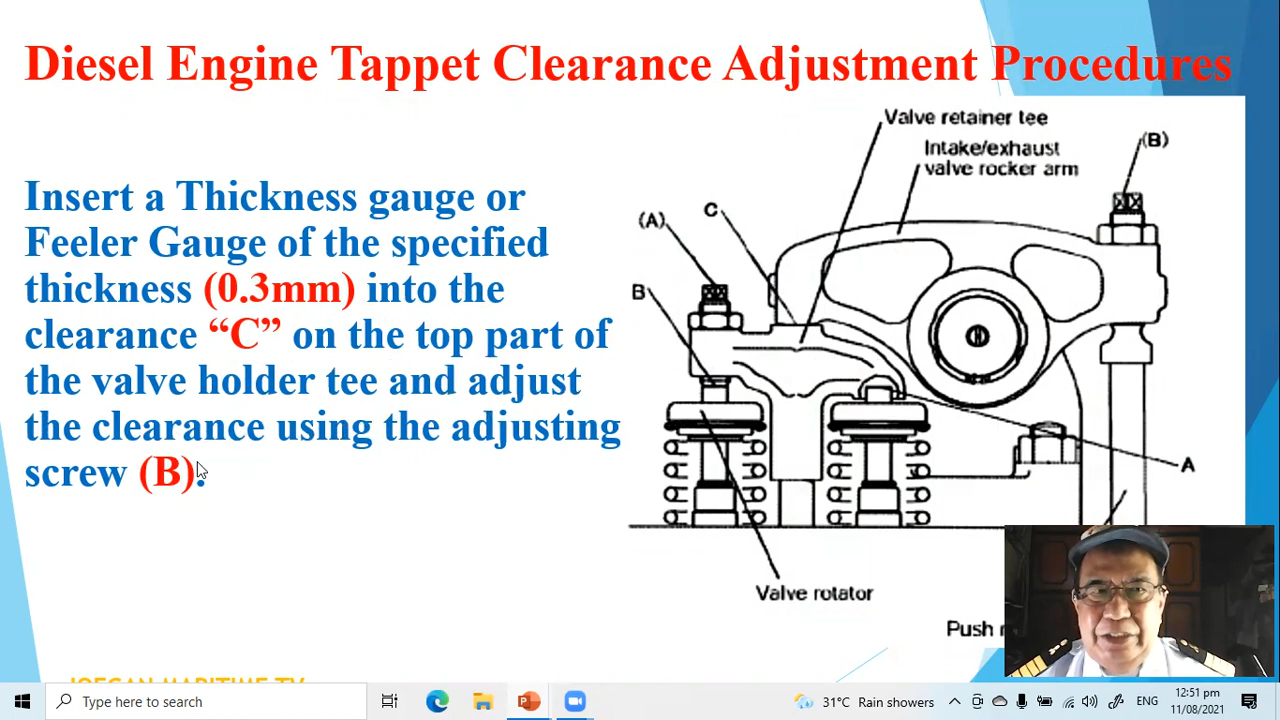 Diesel Engine Tappet Clearance Adjustment Procedures
Insert a Thickness gauge or
Feeler Gauge of the specified
thickness (0.3mm) into the
clearance “C” on the top part of
the valve holder tee and adjust
the clearance using the adjusting
screw (B).
Valve retainer tee
Intake/exhaust
valve rocker arm
(B)
C
(A)
B
A
Valve rotator
Push
JOEGAN MARITIME TV
Type here to search
31°C Rain showers
ENG
12:51 pm
11/08/2021